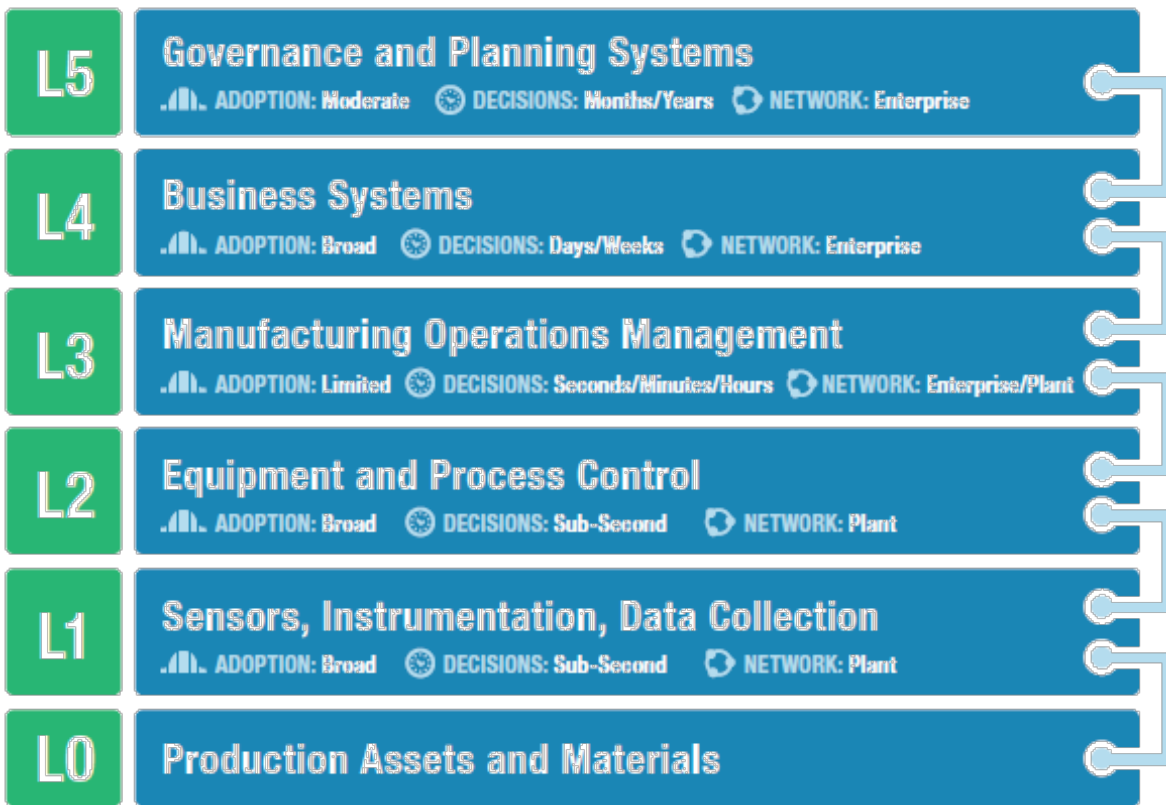 L5
Governance and Planning Systems
ADOPTION: Moderate DECISIONS: Months/Years NETWORK: Enterprise
L4
Business Systems
ADOPTION: Broad DECISIONS: Days/Weeks NETWORK: Enterprise
L3
Manufacturing Operations Management
ADOPTION: Limited DECISIONS: Seconds/Minutes/Hours NETWORK: Enterprise/Plant
L2
Equipment and Process Control
ADOPTION: Broad DECISIONS: Sub-Second NETWORK: Plant
L1
Sensors, Instrumentation, Data Collection
ADOPTION: Broad DECISIONS: Sub-Second NETWORK: Plant
L0
Production Assets and Materials